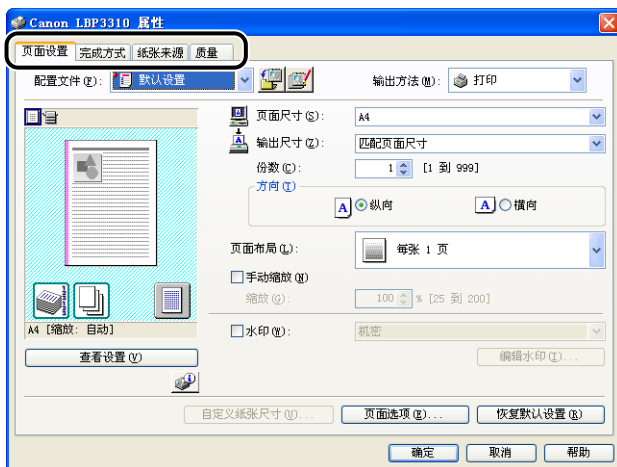 Canon LBP3310 属性
页面设置 完成方式 纸张来源 质量
配置文件(F): 默认设置 输出方法(M): 打印
页面尺寸(S): A4
输出尺寸(Z): 匹配页面尺寸
份数(C): 1 [1 到 999]
方向(T)
A 纵向 A 横向
页面布局(L): 每张 1 页
手动缩放(N)
缩放(G): 100 % [25 到 200]
A4 [缩放: 自动]
水印(W): 机密
查看设置(V) 编辑水印(I)...
自定义纸张尺寸(U)... 页面选项(E)... 恢复默认设置(R)
确定 取消 帮助